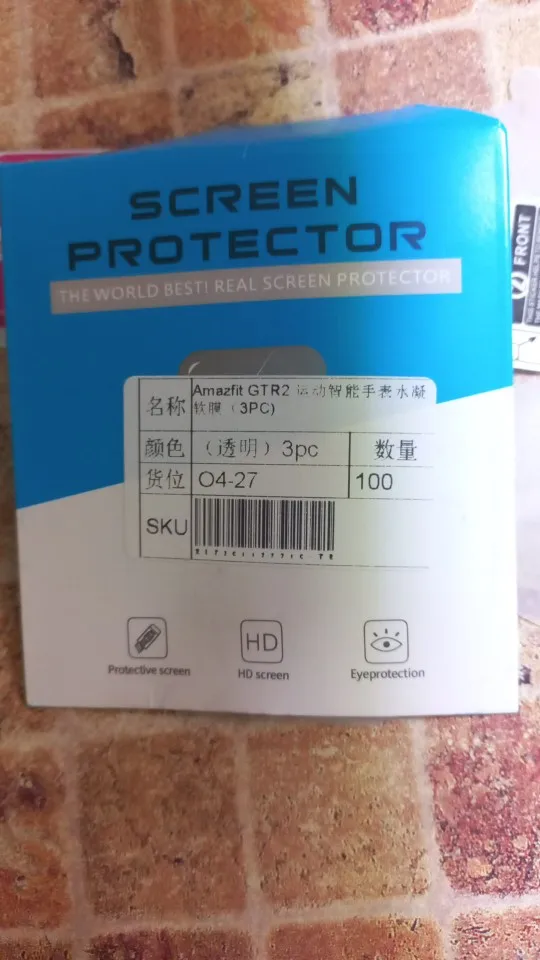 SCREEN
PROTECTOR
THE WORLD BEST! REAL SCREEN PROTECTOR
FRONT
名称
Amazfit GTR2 运动智能手表水凝
软膜（3PC)
颜色 （透明）3pc 数量
货位 O4-27 100
SKU
HD
Protective screen
HD screen
Eyeprotection